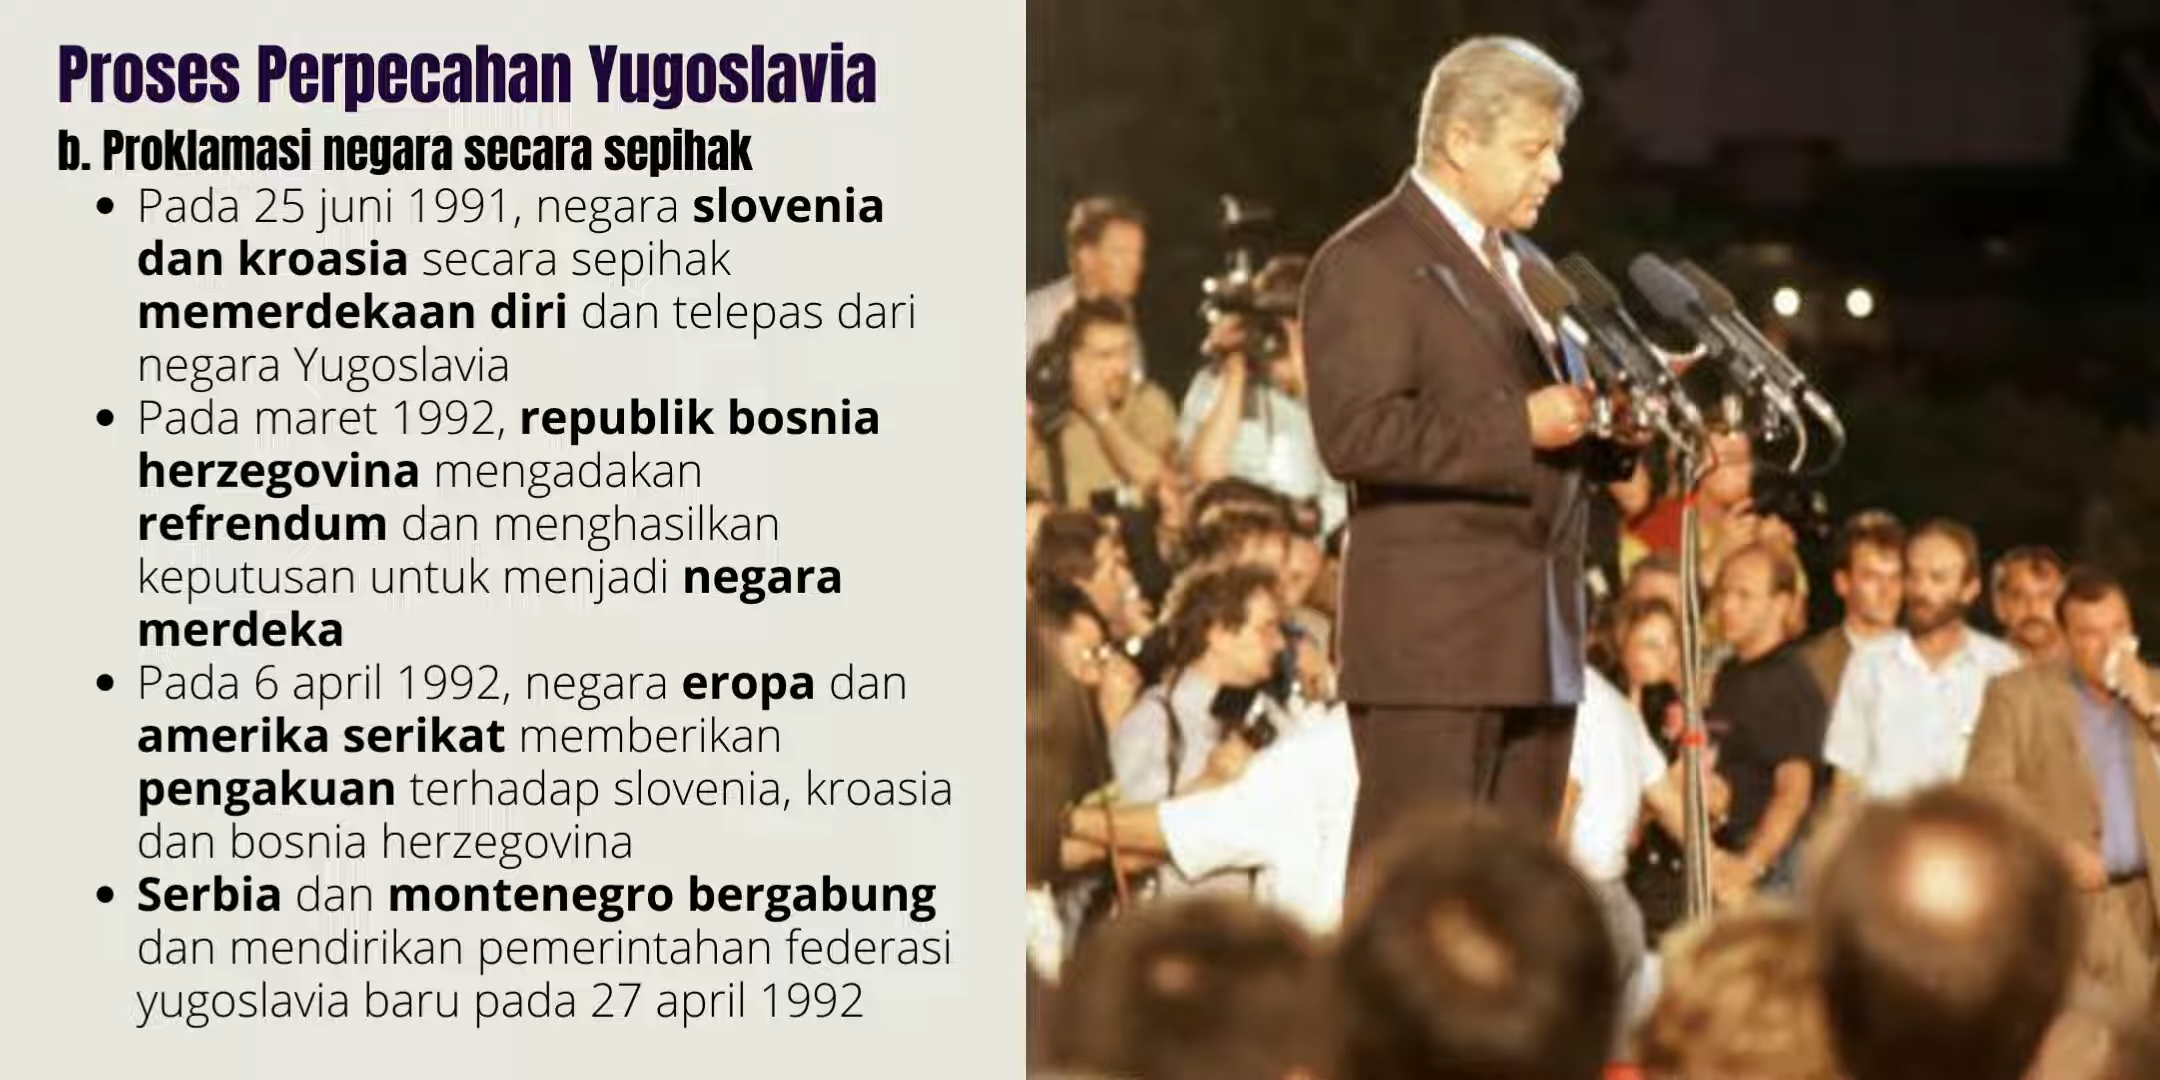 Proses Perpecahan Yugoslavia
b. Proklamasi negara secara sepihak
• Pada 25 juni 1991, negara slovenia
dan kroasia secara sepihak
memerdekaan diri dan telepas dari
negara Yugoslavia
• Pada maret 1992, republik bosnia
herzegovina mengadakan
refrendum dan menghasilkan
keputusan untuk menjadi negara
merdeka
• Pada 6 april 1992, negara eropa dan
amerika serikat memberikan
pengakuan terhadap slovenia, kroasia
dan bosnia herzegovina
• Serbia dan montenegro bergabung
dan mendirikan pemerintahan federasi
yugoslavia baru pada 27 april 1992